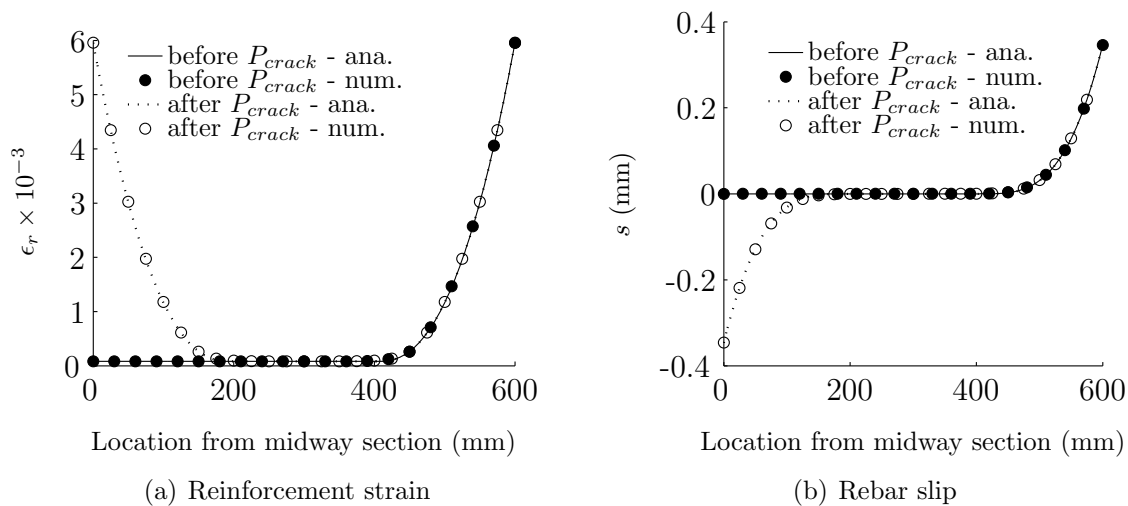 6
5
4
3
2
1
0
ϵr × 10−3
before Pcrack - ana.
before Pcrack - num.
after Pcrack - ana.
after Pcrack - num.
0 200 400 600
Location from midway section (mm)
(a) Reinforcement strain
0.4
0.2
0
-0.2
-0.4
s (mm)
before Pcrack - ana.
before Pcrack - num.
after Pcrack - ana.
after Pcrack - num.
0 200 400 600
Location from midway section (mm)
(b) Rebar slip